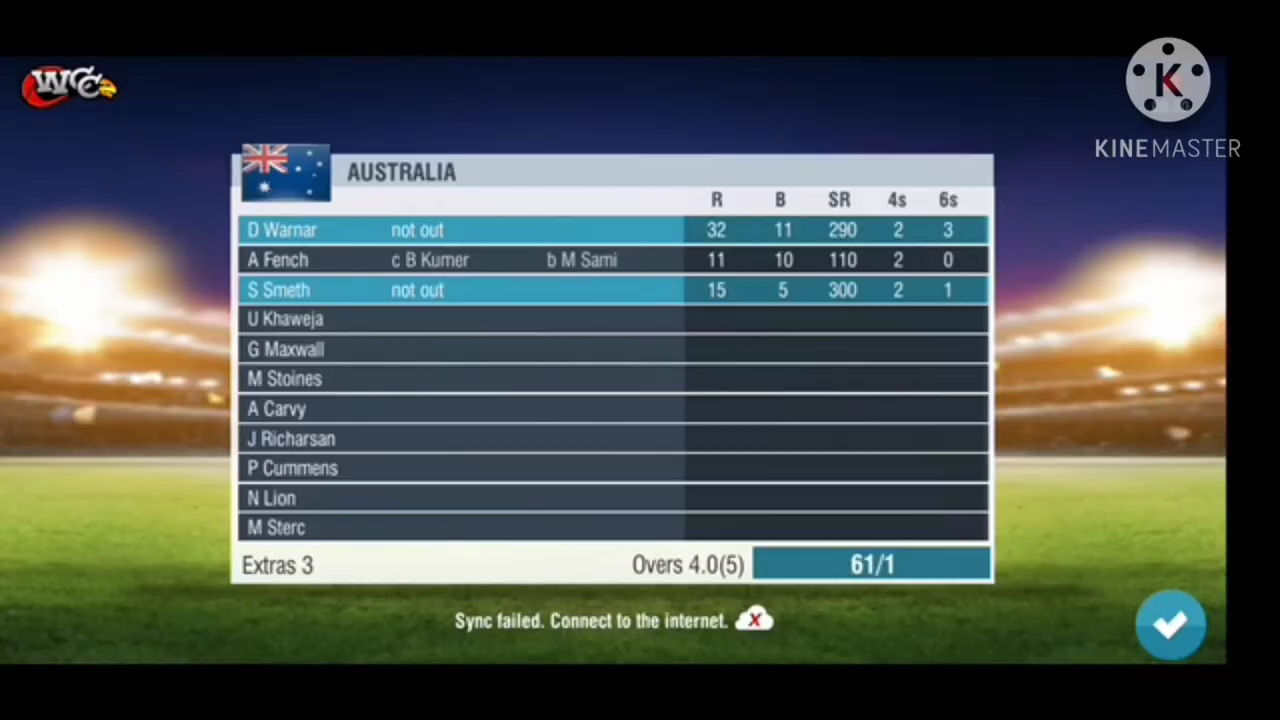 WCC
K
KINEMASTER
AUSTRALIA
R B SR 4s 6s
D Warnar not out 32 11 290 2 3
A Fench c B Kumer b M Sami 11 10 110 2 0
S Smeth not out 15 5 300 2 1
U Khaweja
G Maxwall
M Stoines
A Carvy
J Richarsan
P Cummens
N Lion
M Sterc
Extras 3 Overs 4.0(5) 61/1
Sync failed. Connect to the internet. X